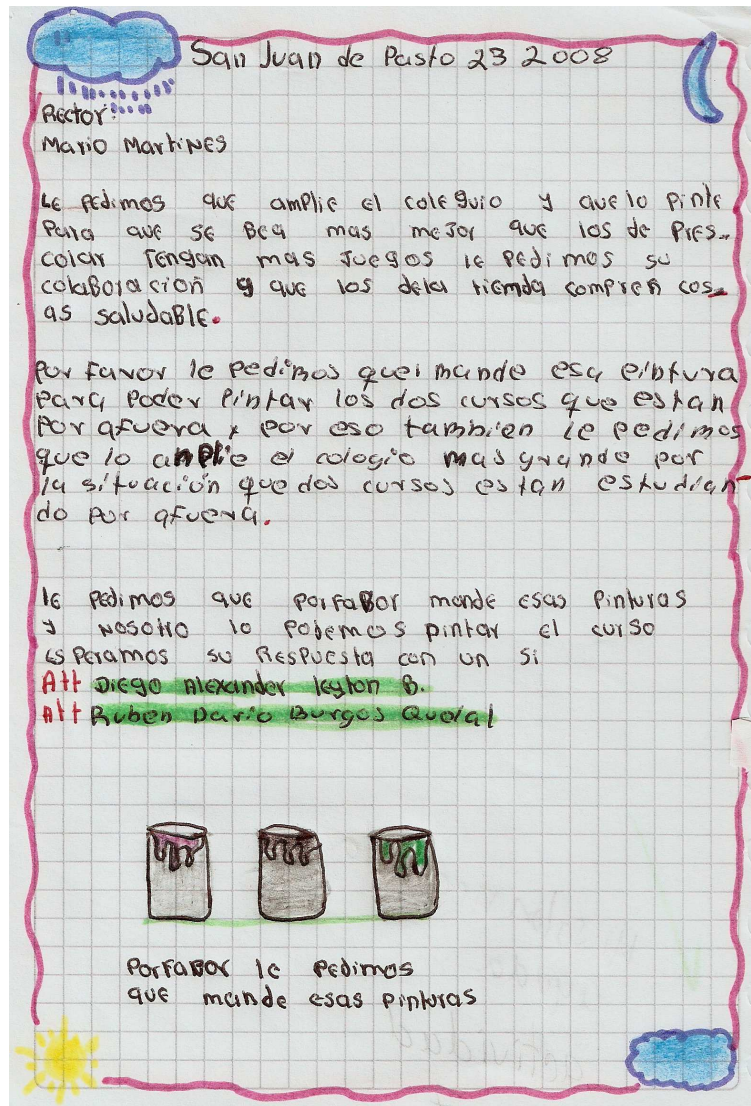 San Juan de Pasto 23 2008
Rector:
Mario Martines
Le pedimos que amplie el coleguio y que lo pinte
Para que se Bea mas mejor que los de Pres-
colar Tengan mas Juegos le pedimos su
colaboracion y que los dela tiemda compren cos-
as saludable.
Por favor le pedimos quei mande esa pintura
para poder Pintar los dos cursos que estan
por afuera y por eso tambien le pedimos
que lo amplie el cologio mas grande por
la situación que dos cursos estan estudian-
do por afuera.
le pedimos que porfabor mande esas Pinturas
y nosotro lo podemos pintar el curso
esperamos su Respuesta con un si
Att Diego Alexander leyton B.
Att Ruben Dario Burgos
Porfabor le pedimos
que mande esas pinturas